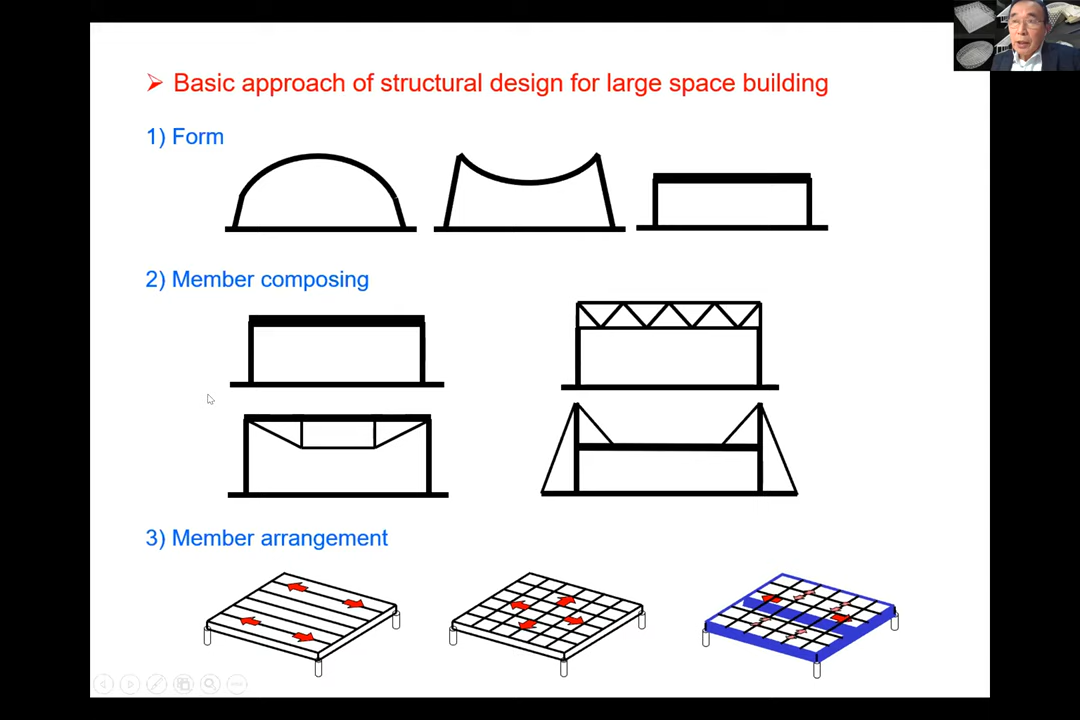 Basic approach of structural design for large space building
1) Form
2) Member composing
3) Member arrangement